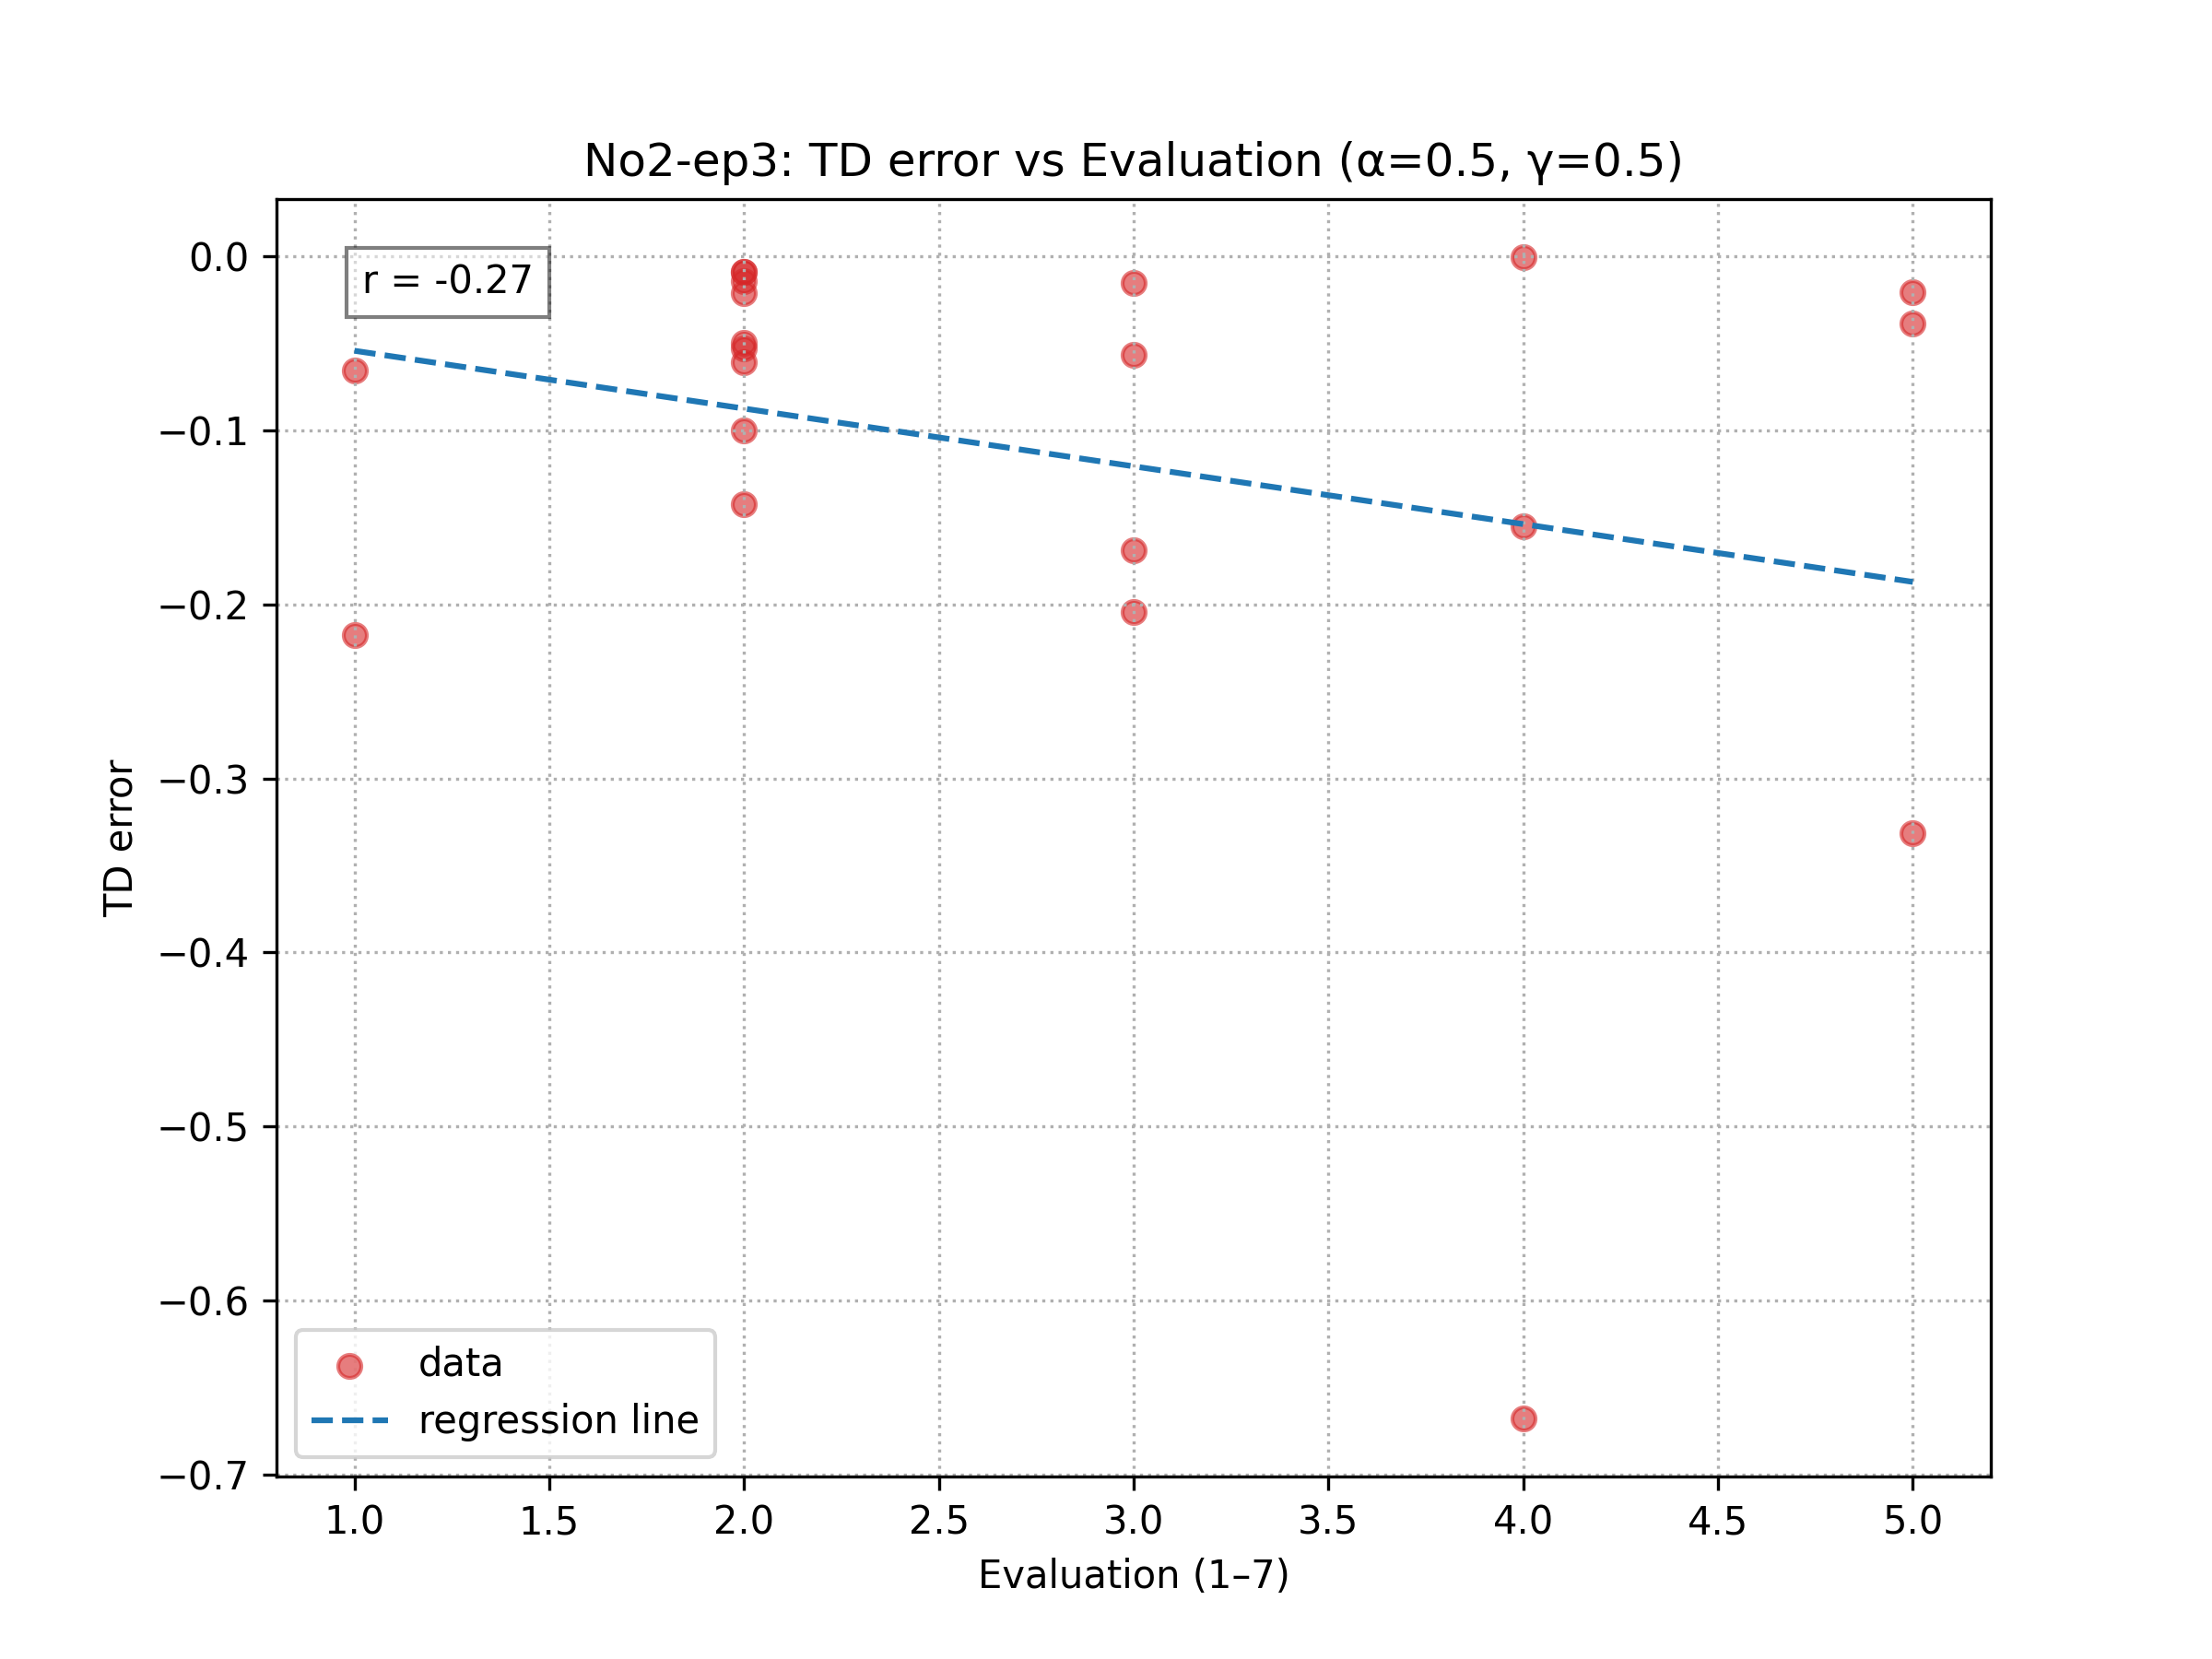 No2-ep3: TD error vs Evaluation (α=0.5, γ=0.5)
r = -0.27
TD error
0.0
−0.1
−0.2
−0.3
−0.4
−0.5
−0.6
−0.7
data
regression line
1.0 1.5 2.0 2.5 3.0 3.5 4.0 4.5 5.0
Evaluation (1–7)